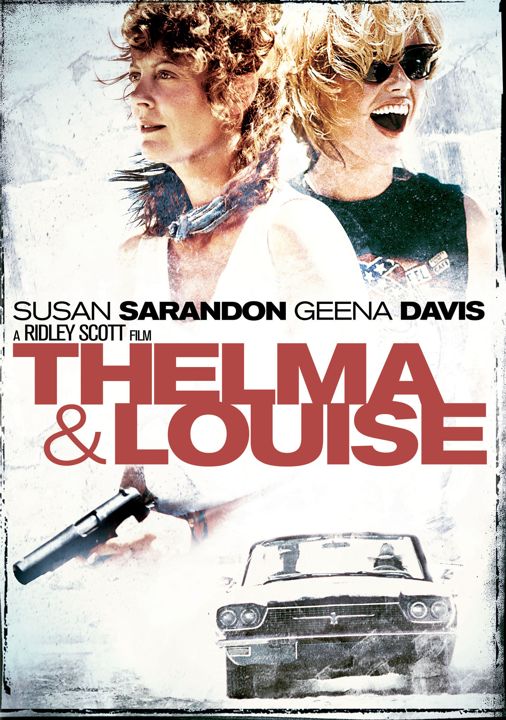 SUSAN SARANDON GEENA DAVIS
A RIDLEY SCOTT FILM
THELMA
& LOUISE